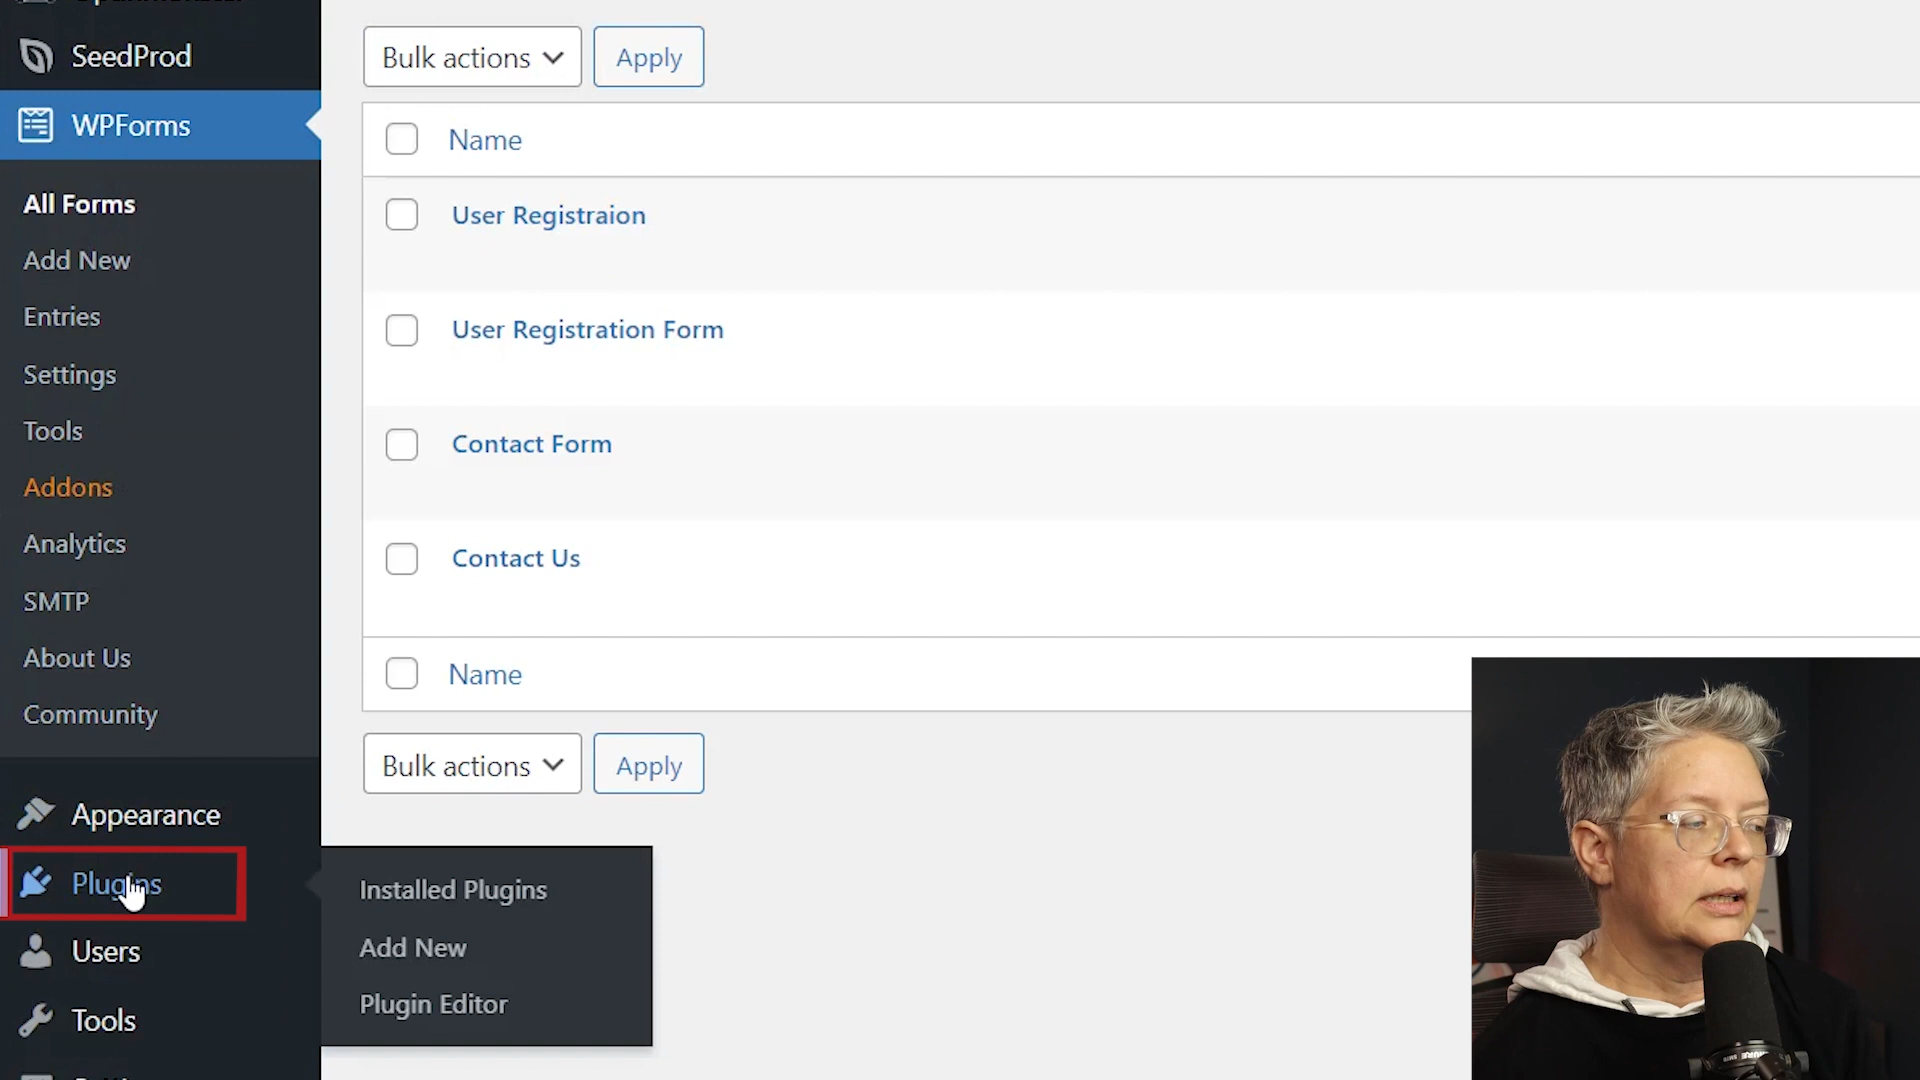 SeedProd
WPForms
All Forms
Add New
Entries
Settings
Tools
Addons
Analytics
SMTP
About Us
Community
Appearance
Plugins
Users
Tools
Bulk actions
Apply
Name
User Registraion
User Registration Form
Contact Form
Contact Us
Name
Bulk actions
Apply
Installed Plugins
Add New
Plugin Editor